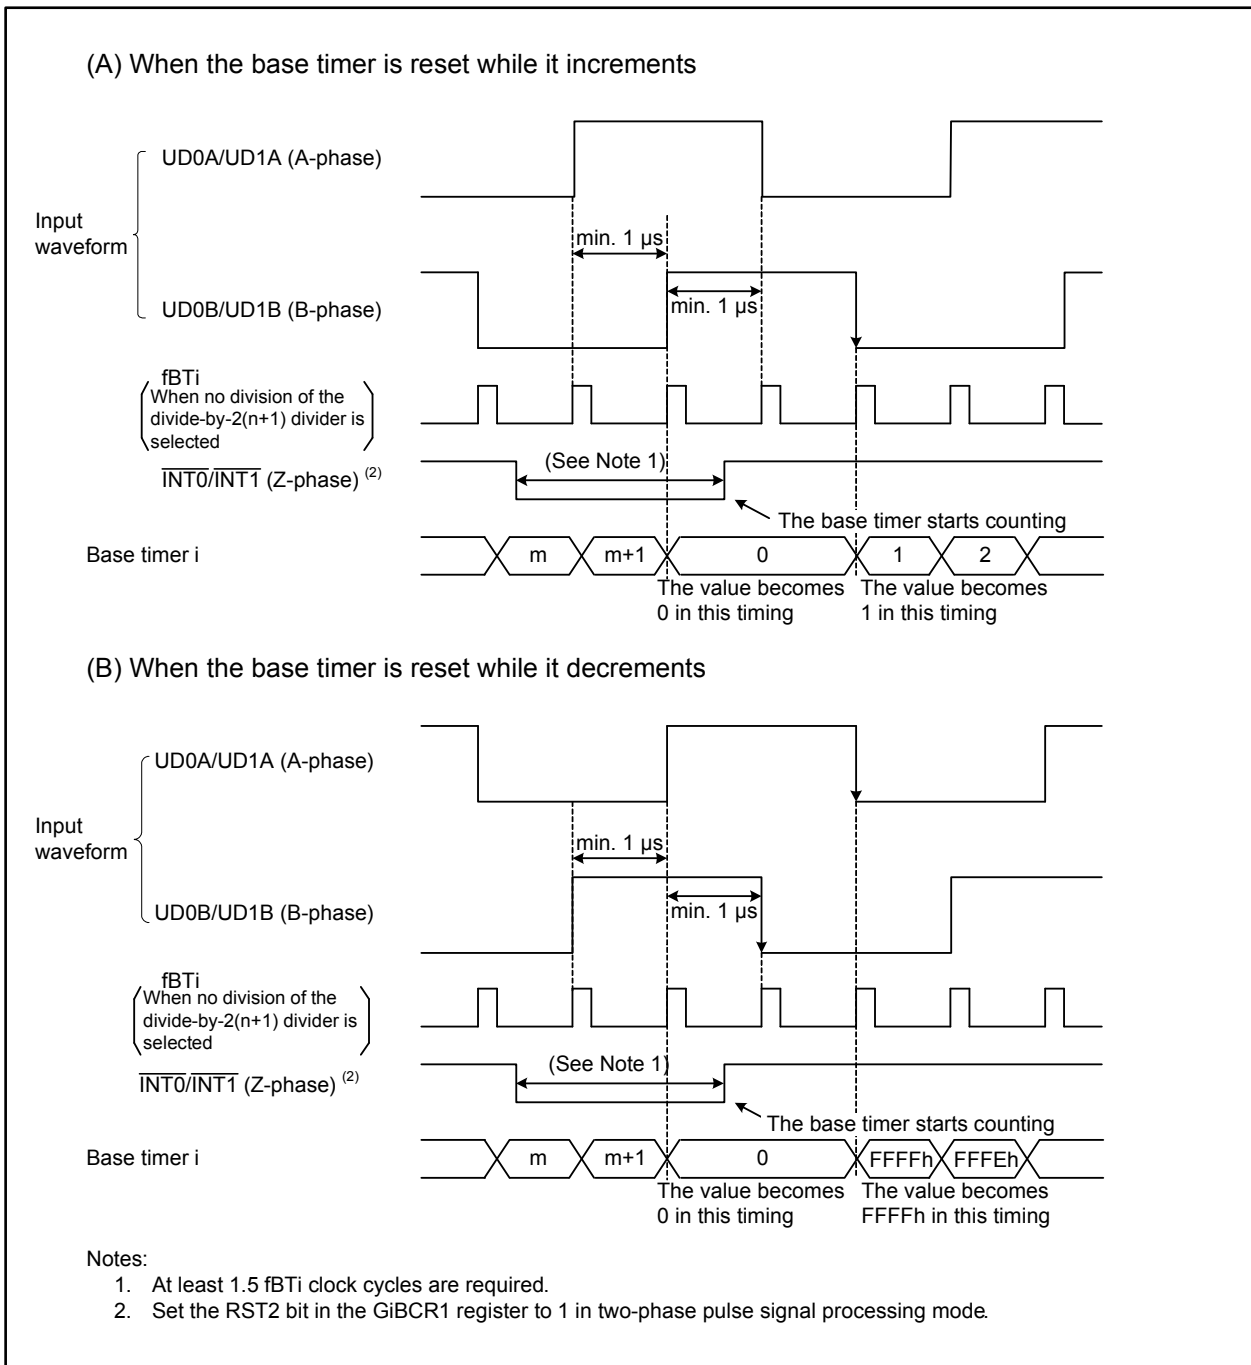 (A) When the base timer is reset while it increments
UD0A/UD1A (A-phase)
Input
waveform
min. 1 µs
UD0B/UD1B (B-phase)
min. 1 µs
fBTi
When no division of the
divide-by-2(n+1) divider is
selected
INT0/INT1 (Z-phase) (2)
(See Note 1)
The base timer starts counting
Base timer i
m
m+1
0
1
2
The value becomes
0 in this timing
The value becomes
1 in this timing
(B) When the base timer is reset while it decrements
UD0A/UD1A (A-phase)
Input
waveform
min. 1 µs
UD0B/UD1B (B-phase)
min. 1 µs
fBTi
When no division of the
divide-by-2(n+1) divider is
selected
INT0/INT1 (Z-phase) (2)
(See Note 1)
The base timer starts counting
Base timer i
m
m+1
0
FFFFh
FFFEh
The value becomes
0 in this timing
The value becomes
FFFFh in this timing
Notes:
1. At least 1.5 fBTi clock cycles are required.
2. Set the RST2 bit in the GiBCR1 register to 1 in two-phase pulse signal processing mode.